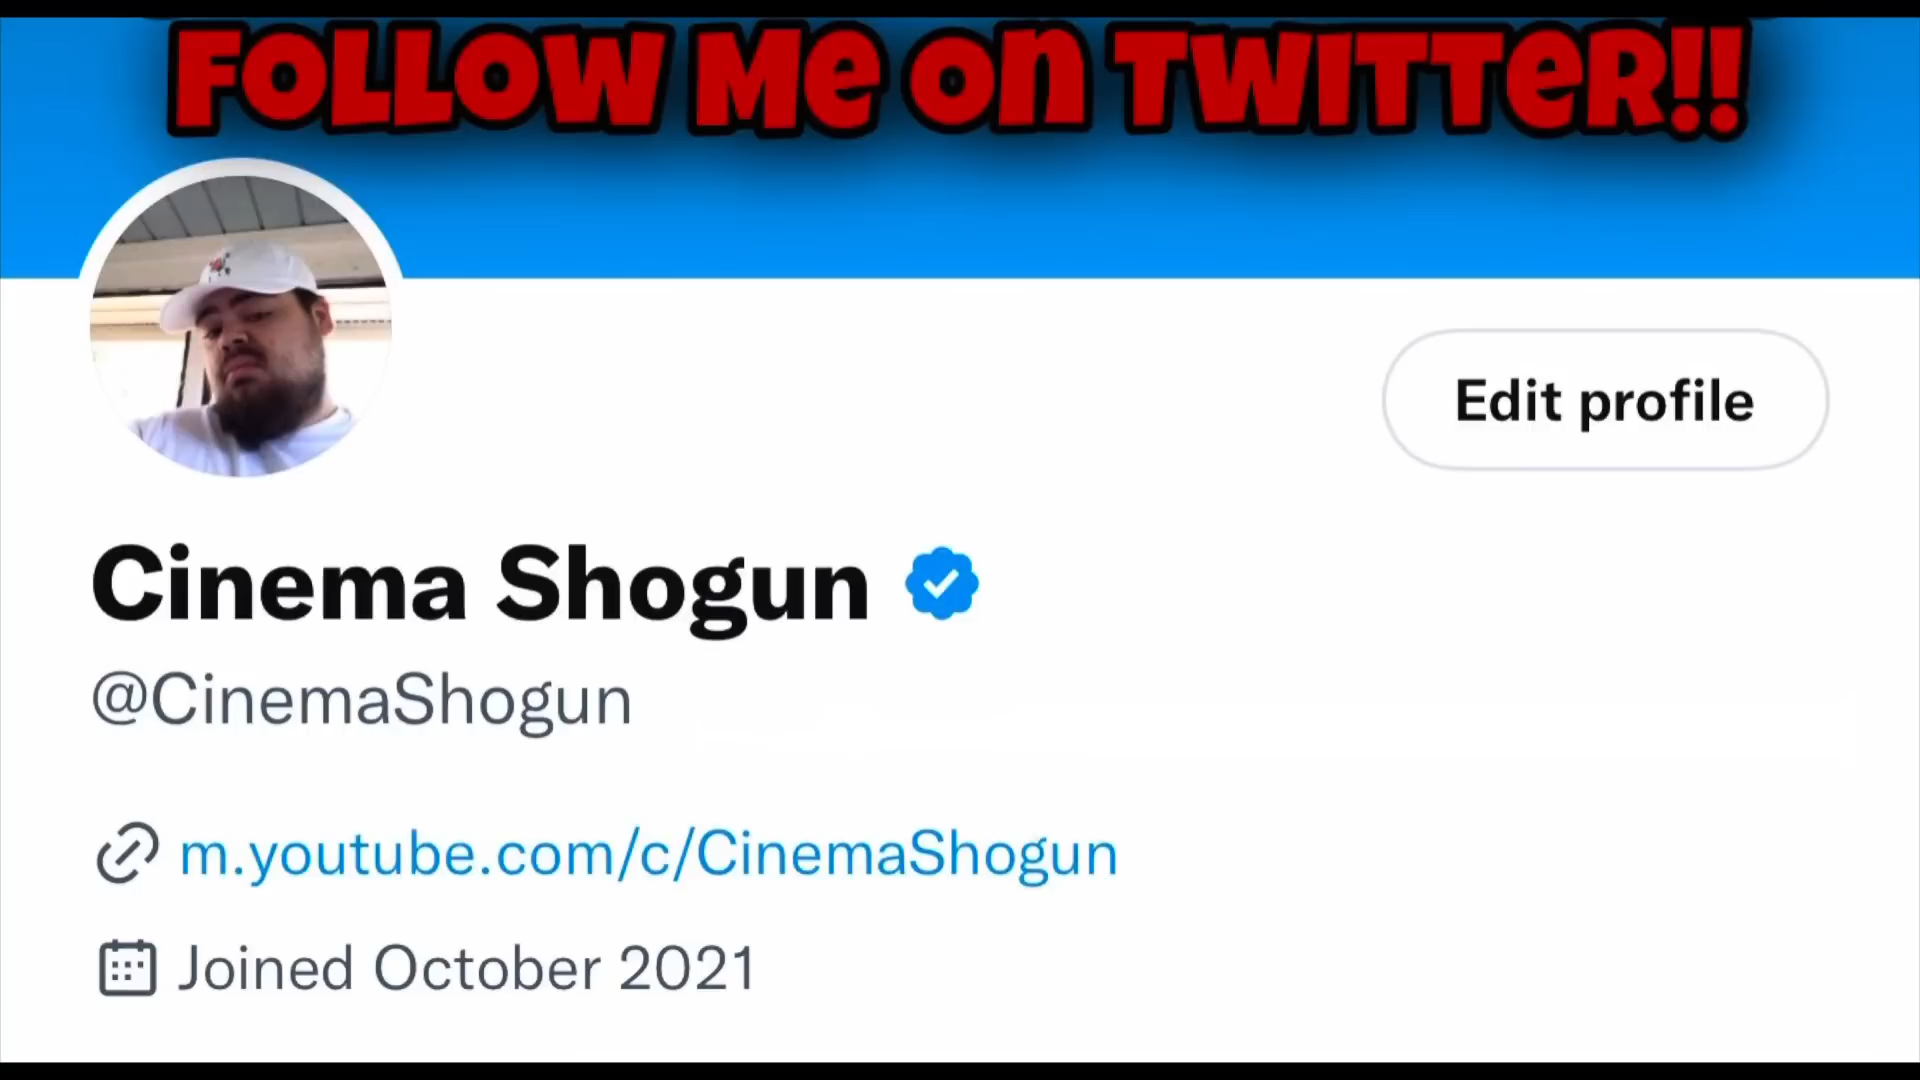 FOLLOW Me On TWITTeR!!
Edit profile
Cinema Shogun
@CinemaShogun
m.youtube.com/c/CinemaShogun
Joined October 2021